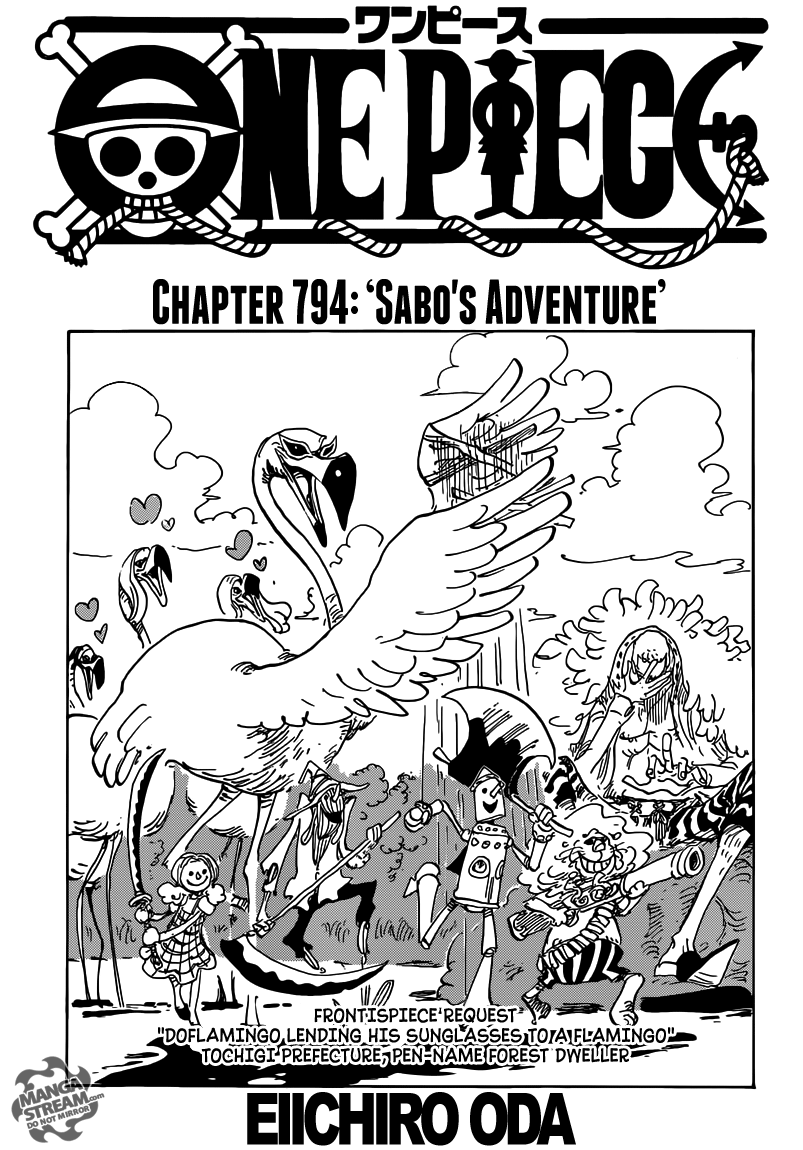 ワンピース
ONE PIECE
CHAPTER 794: ‘SABO'S ADVENTURE’
FRONTISPIECE REQUEST
"DOFLAMINGO LENDING HIS SUNGLASSES TO A FLAMINGO"
TOCHIGI PREFECTURE, PEN-NAME FOREST DWELLER
MANGA
STREAM.COM
DO NOT MIRROR
EIICHIRO ODA